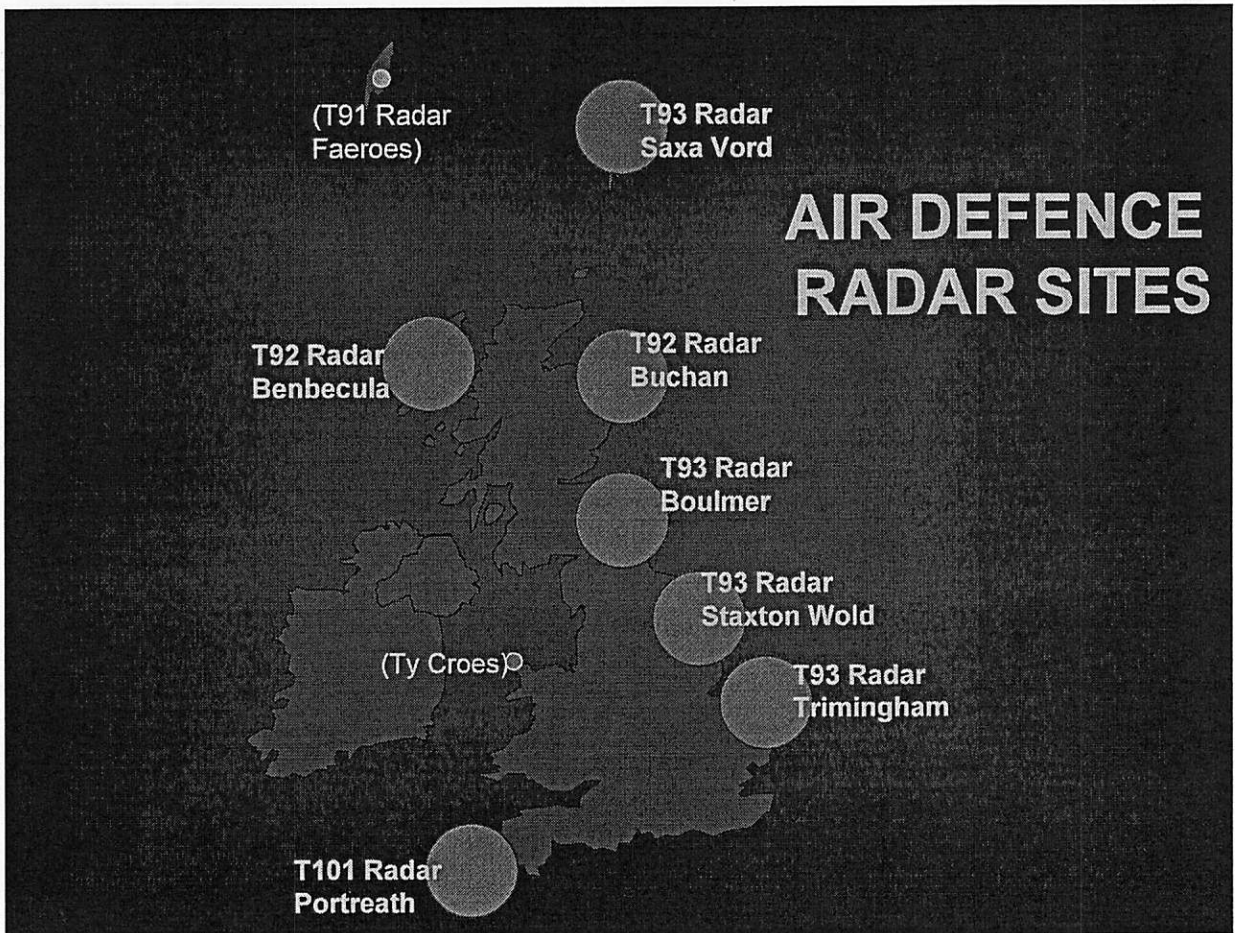 (T91 Radar
Faeroes)
T93 Radar
Saxa Vord
AIR DEFENCE
RADAR SITES
T92 Radar
Benbecula
T92 Radar
Buchan
T93 Radar
Boulmer
T93 Radar
Staxton Wold
(Ty Croes)
T93 Radar
Trimingham
T101 Radar
Portreath